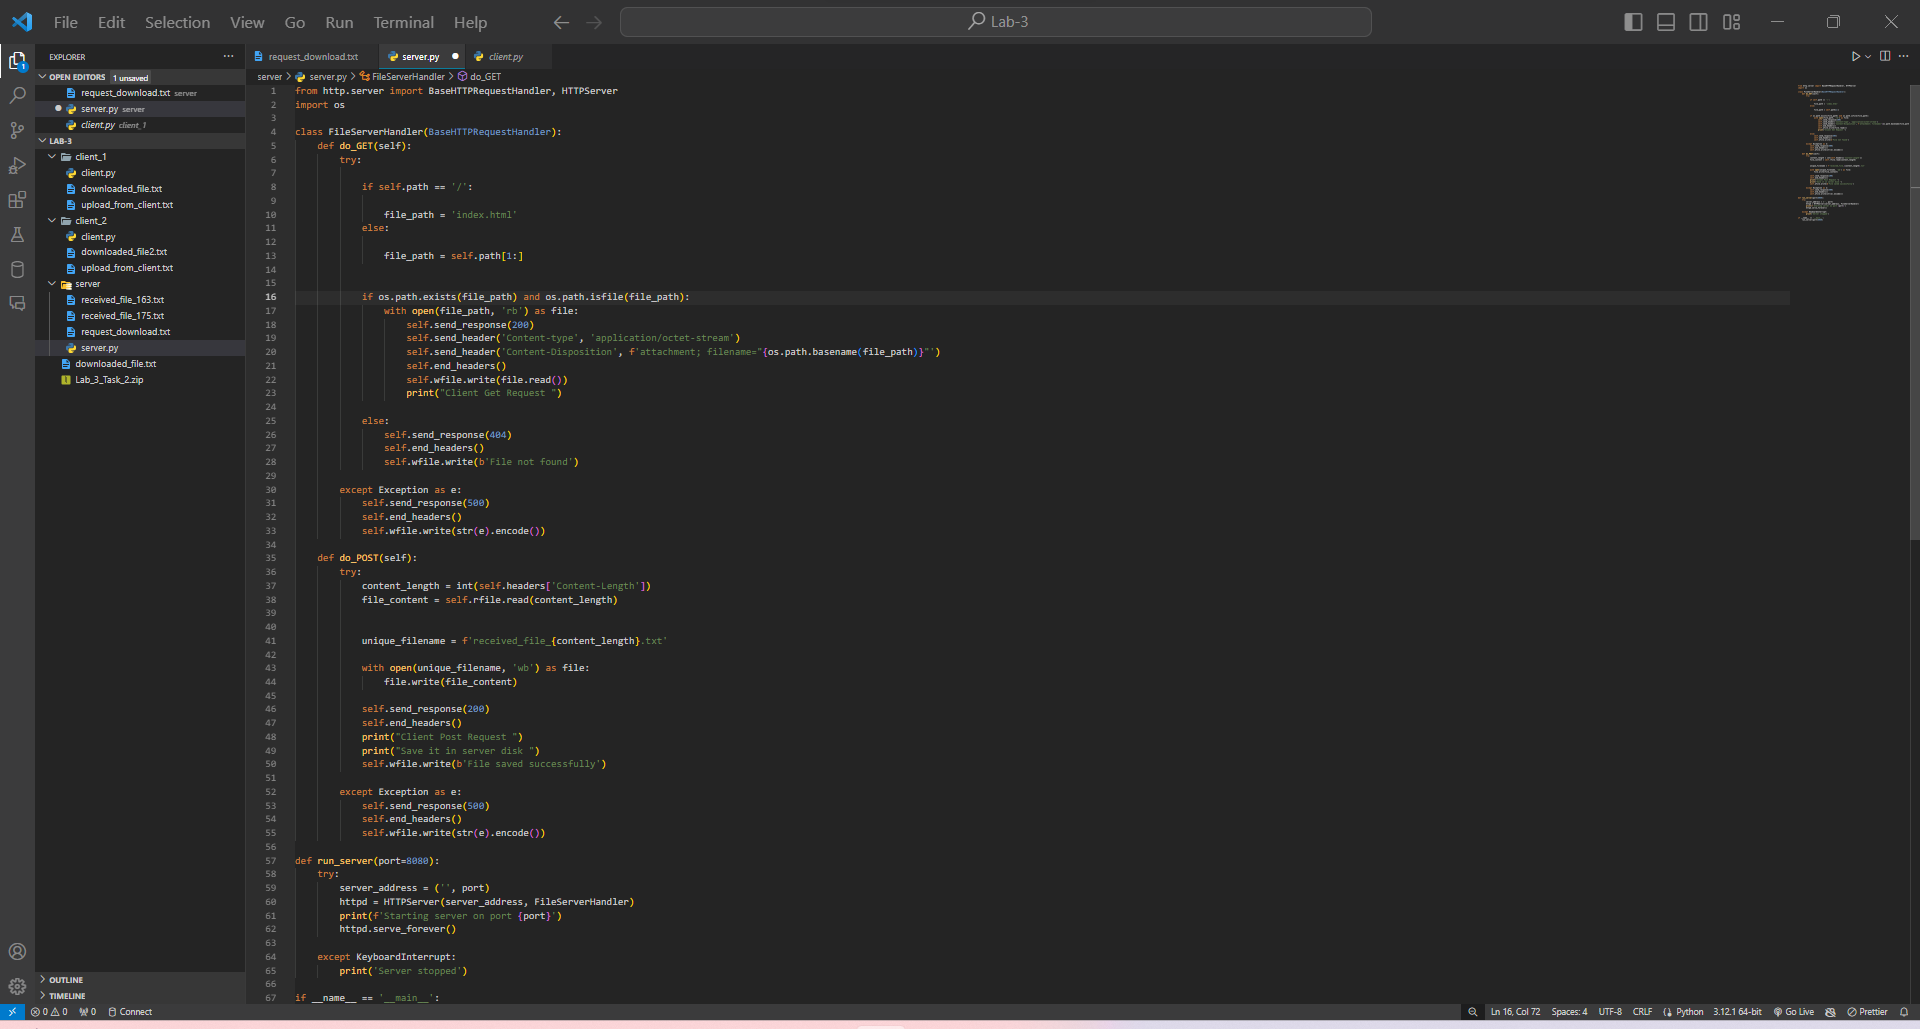 File Edit Selection View Go Run Terminal Help
Lab-3
EXPLORER
OPEN EDITORS 1 unsaved
request_download.txt server
server.py server
client.py client_1
LAB-3
client_1
client.py
downloaded_file.txt
upload_from_client.txt
client_2
client.py
downloaded_file2.txt
upload_from_client.txt
server
received_file_163.txt
received_file_175.txt
request_download.txt
server.py
downloaded_file.txt
Lab_3_Task_2.zip
OUTLINE
TIMELINE
request_download.txt server.py client.py
server > server.py > FileServerHandler > do_GET
1 from http.server import BaseHTTPRequestHandler, HTTPServer
2 import os
3
4 class FileServerHandler(BaseHTTPRequestHandler):
5 def do_GET(self):
6 try:
7
8 if self.path == '/':
9
10 file_path = 'index.html'
11 else:
12
13 file_path = self.path[1:]
14
15
16 if os.path.exists(file_path) and os.path.isfile(file_path):
17 with open(file_path, 'rb') as file:
18 self.send_response(200)
19 self.send_header('Content-type', 'application/octet-stream')
20 self.send_header('Content-Disposition', f'attachment; filename="{os.path.basename(file_path)}"')
21 self.end_headers()
22 self.wfile.write(file.read())
23 print("Client Get Request ")
24
25 else:
26 self.send_response(404)
27 self.end_headers()
28 self.wfile.write(b'File not found')
29
30 except Exception as e:
31 self.send_response(500)
32 self.end_headers()
33 self.wfile.write(str(e).encode())
34
35 def do_POST(self):
36 try:
37 content_length = int(self.headers['Content-Length'])
38 file_content = self.rfile.read(content_length)
39
40
41 unique_filename = f'received_file_{content_length}.txt'
42
43 with open(unique_filename, 'wb') as file:
44 file.write(file_content)
45
46 self.send_response(200)
47 self.end_headers()
48 print("Client Post Request ")
49 print("Save it in server disk ")
50 self.wfile.write(b'File saved successfully')
51
52 except Exception as e:
53 self.send_response(500)
54 self.end_headers()
55 self.wfile.write(str(e).encode())
56
57 def run_server(port=8080):
58 try:
59 server_address = ('', port)
60 httpd = HTTPServer(server_address, FileServerHandler)
61 print(f'Starting server on port {port}')
62 httpd.serve_forever()
63
64 except KeyboardInterrupt:
65 print('Server stopped')
66
67 if __name__ == '__main__':
0 0 0 Connect
Ln 16, Col 72 Spaces: 4 UTF-8 CRLF Python 3.12.1 64-bit Go Live Prettier